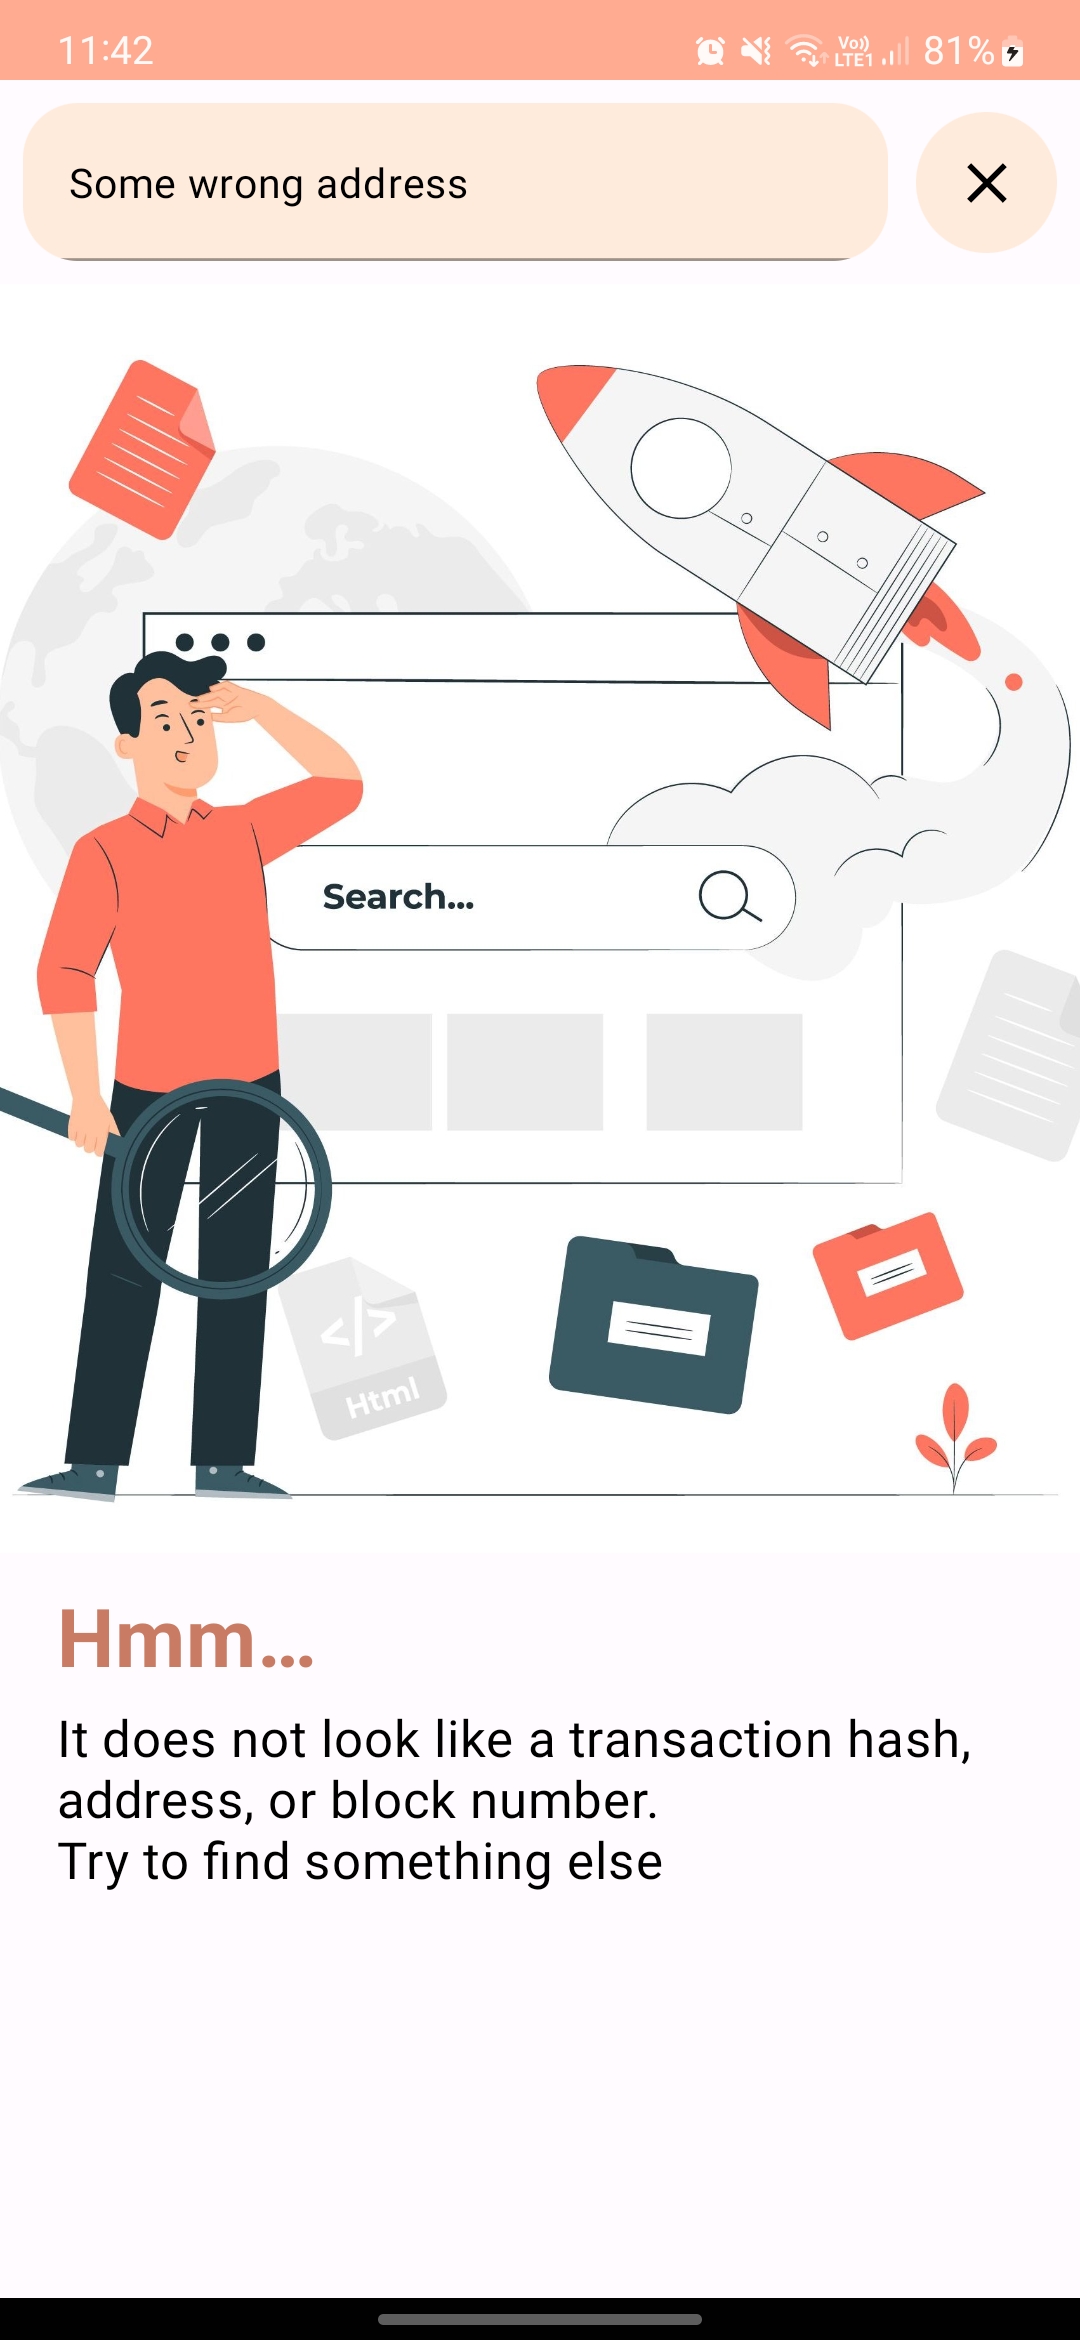 11:42
Vo)) LTE1 81%
Some wrong address
Search...
</>
Html
Hmm...
It does not look like a transaction hash,
address, or block number.
Try to find something else